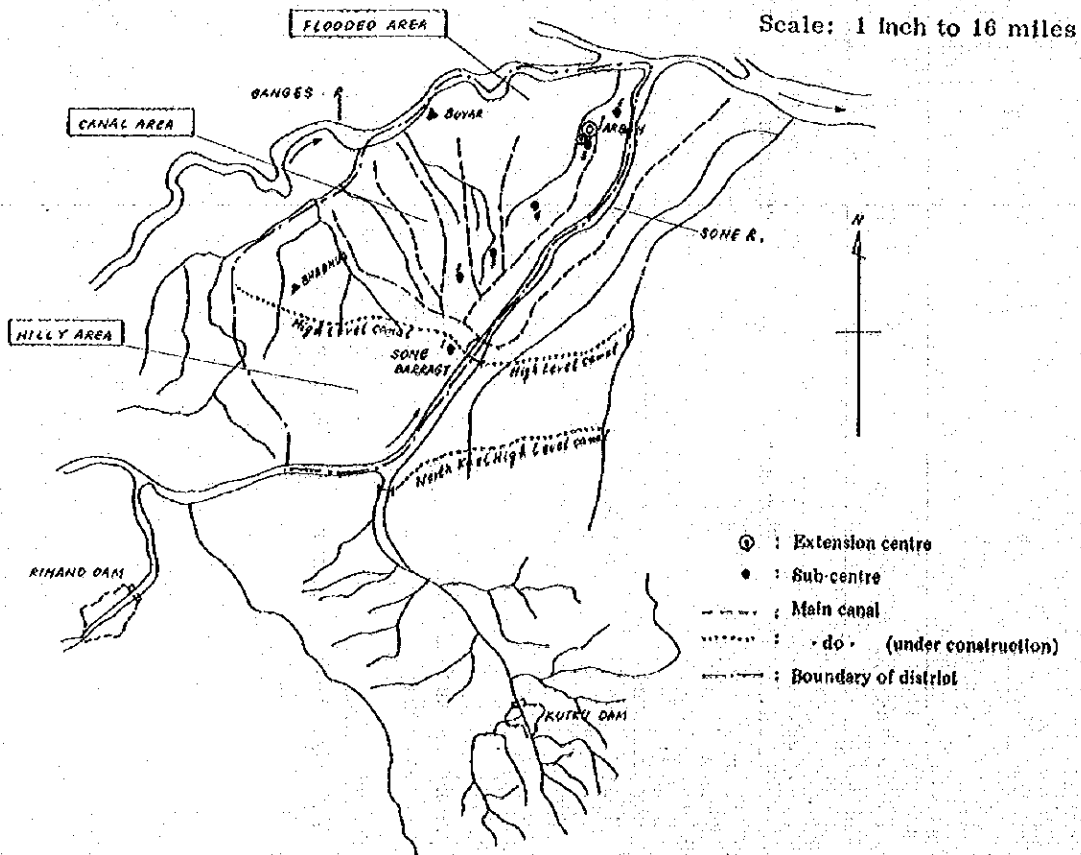 Scale: 1 inch to 16 miles
FLOODED AREA
GANGES R.
CANAL AREA
BUXAR
SONE R.
N
BHABHUA
HILLY AREA
High Level canal
SONE
BARRAGE
High Level canal
North Koel High Level canal
RIHAND DAM
KUTKU DAM
: Extension centre
: Sub-centre
: Main canal
: -do- (under construction)
: Boundary of district